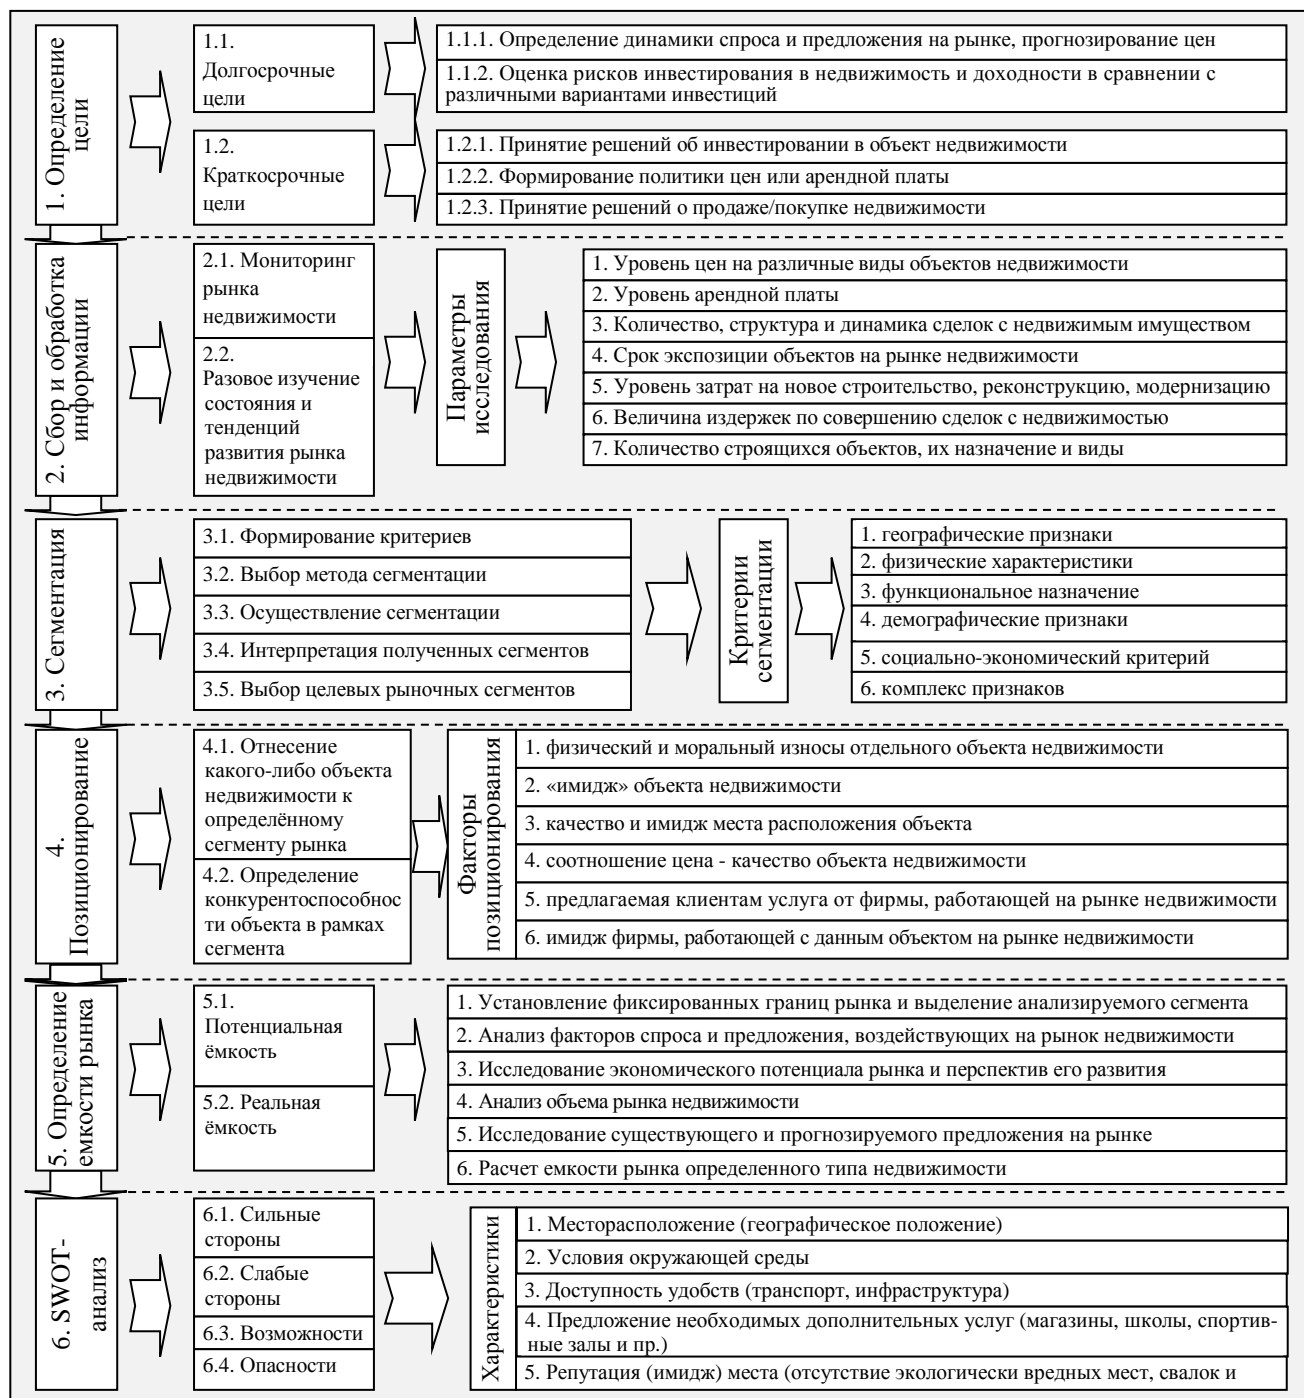 1. Определение
цели
1.1.
Долгосрочные
цели
1.1.1. Определение динамики спроса и предложения на рынке, прогнозирование цен
1.1.2. Оценка рисков инвестирования в недвижимость и доходности в сравнении с
различными вариантами инвестиций
1.2.
Краткосрочные
цели
1.2.1. Принятие решений об инвестировании в объект недвижимости
1.2.2. Формирование политики цен или арендной платы
1.2.3. Принятие решений о продаже/покупке недвижимости
2. Сбор и обработка
информации
2.1. Мониторинг
рынка
недвижимости
2.2.
Разовое изучение
состояния и
тенденций
развития рынка
недвижимости
Параметры
исследования
1. Уровень цен на различные виды объектов недвижимости
2. Уровень арендной платы
3. Количество, структура и динамика сделок с недвижимым имуществом
4. Срок экспозиции объектов на рынке недвижимости
5. Уровень затрат на новое строительство, реконструкцию, модернизацию
6. Величина издержек по совершению сделок с недвижимостью
7. Количество строящихся объектов, их назначение и виды
3. Сегментация
3.1. Формирование критериев
3.2. Выбор метода сегментации
3.3. Осуществление сегментации
3.4. Интерпретация полученных сегментов
3.5. Выбор целевых рыночных сегментов
Критерии
сегментации
1. географические признаки
2. физические характеристики
3. функциональное назначение
4. демографические признаки
5. социально-экономический критерий
6. комплекс признаков
4.
Позиционирование
4.1. Отнесение
какого-либо объекта
недвижимости к
определённому
сегменту рынка
4.2. Определение
конкурентоспособнос
ти объекта в рамках
сегмента
Факторы
позиционирования
1. физический и моральный износы отдельного объекта недвижимости
2. «имидж» объекта недвижимости
3. качество и имидж места расположения объекта
4. соотношение цена - качество объекта недвижимости
5. предлагаемая клиентам услуга от фирмы, работающей на рынке недвижимости
6. имидж фирмы, работающей с данным объектом на рынке недвижимости
5. Определение
емкости рынка
5.1.
Потенциальная
ёмкость
5.2. Реальная
ёмкость
1. Установление фиксированных границ рынка и выделение анализируемого сегмента
2. Анализ факторов спроса и предложения, воздействующих на рынок недвижимости
3. Исследование экономического потенциала рынка и перспектив его развития
4. Анализ объема рынка недвижимости
5. Исследование существующего и прогнозируемого предложения на рынке
6. Расчет емкости рынка определенного типа недвижимости
6. SWOT-
анализ
6.1. Сильные
стороны
6.2. Слабые
стороны
6.3. Возможности
6.4. Опасности
Характеристики
1. Месторасположение (географическое положение)
2. Условия окружающей среды
3. Доступность удобств (транспорт, инфраструктура)
4. Предложение необходимых дополнительных услуг (магазины, школы, спортив-
ные залы и пр.)
5. Репутация (имидж) места (отсутствие экологически вредных мест, свалок и